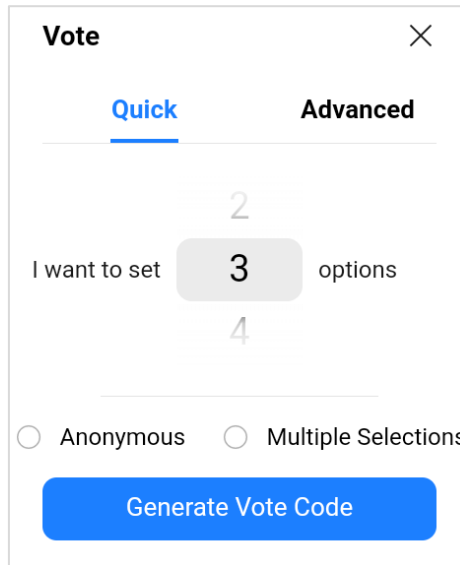 Vote
Quick Advanced
2
I want to set 3 options
4
Anonymous Multiple Selections
Generate Vote Code